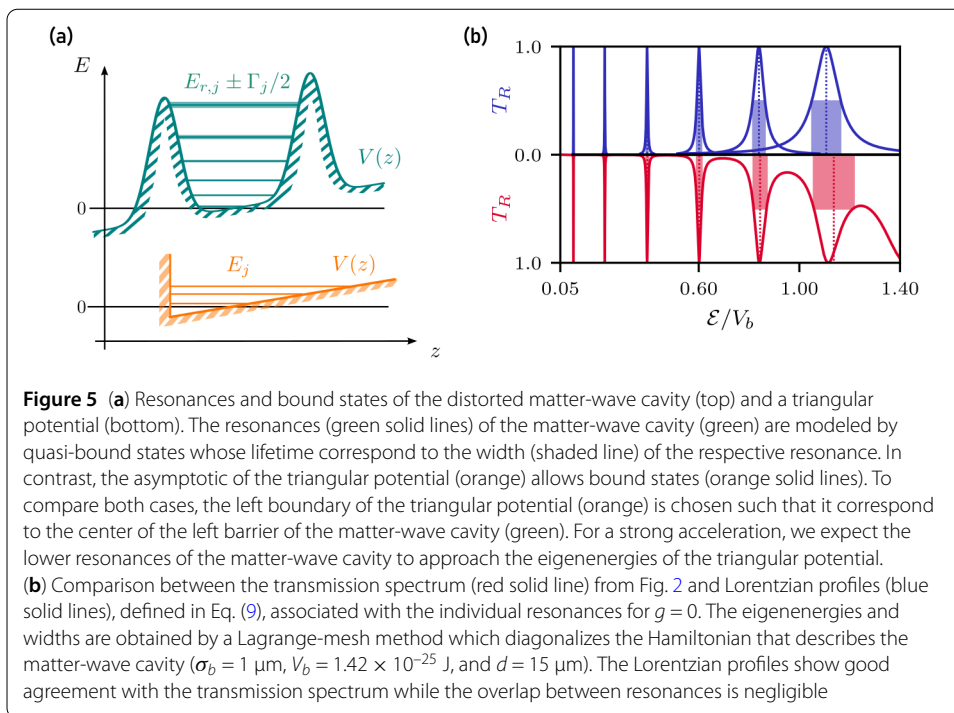 (a)
(b)
E
E_{r,j} ± Γ_j/2
V(z)
0
E_j
V(z)
0
z
1.0
T_R
0.0
T_R
1.0
0.05
0.60
1.00
1.40
ℰ/V_b
Figure 5 (a) Resonances and bound states of the distorted matter-wave cavity (top) and a triangular
potential (bottom). The resonances (green solid lines) of the matter-wave cavity (green) are modeled by
quasi-bound states whose lifetime correspond to the width (shaded line) of the respective resonance. In
contrast, the asymptotic of the triangular potential (orange) allows bound states (orange solid lines). To
compare both cases, the left boundary of the triangular potential (orange) is chosen such that it correspond
to the center of the left barrier of the matter-wave cavity (green). For a strong acceleration, we expect the
lower resonances of the matter-wave cavity to approach the eigenenergies of the triangular potential.
(b) Comparison between the transmission spectrum (red solid line) from Fig. 2 and Lorentzian profiles (blue
solid lines), defined in Eq. (9), associated with the individual resonances for g = 0. The eigenenergies and
widths are obtained by a Lagrange-mesh method which diagonalizes the Hamiltonian that describes the
matter-wave cavity (σ_b = 1 μm, V_b = 1.42 × 10⁻²⁵ J, and d = 15 μm). The Lorentzian profiles show good
agreement with the transmission spectrum while the overlap between resonances is negligible